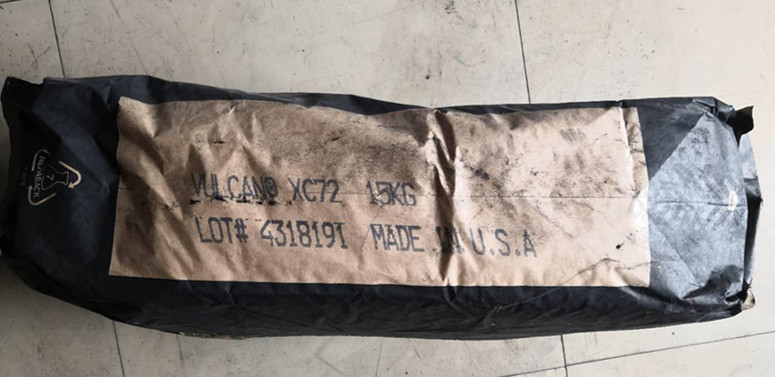 VULCAN® XC72 15KG
LOT# 4318191 MADE IN U.S.A